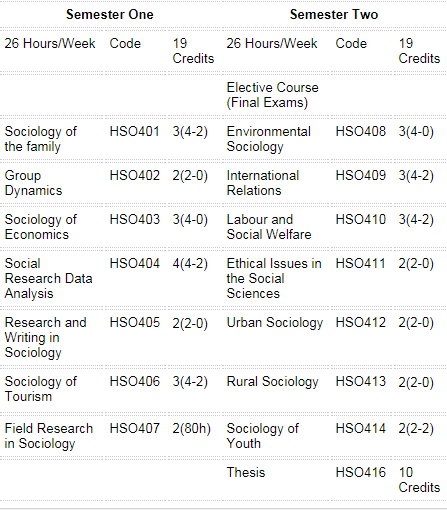 Semester One Semester Two
26 Hours/Week Code 19 26 Hours/Week Code 19
Credits Credits
Elective Course
(Final Exams)
Sociology of HSO401 3(4-2) Environmental HSO408 3(4-0)
the family Sociology
Group HSO402 2(2-0) International HSO409 3(4-2)
Dynamics Relations
Sociology of HSO403 3(4-0) Labour and HSO410 3(4-2)
Economics Social Welfare
Social HSO404 4(4-2) Ethical Issues in HSO411 2(2-0)
Research Data the Social
Analysis Sciences
Research and HSO405 2(2-0) Urban Sociology HSO412 2(2-0)
Writing in
Sociology
Sociology of HSO406 3(4-2) Rural Sociology HSO413 2(2-0)
Tourism
Field Research HSO407 2(80h) Sociology of HSO414 2(2-2)
in Sociology Youth
Thesis HSO416 10
Credits